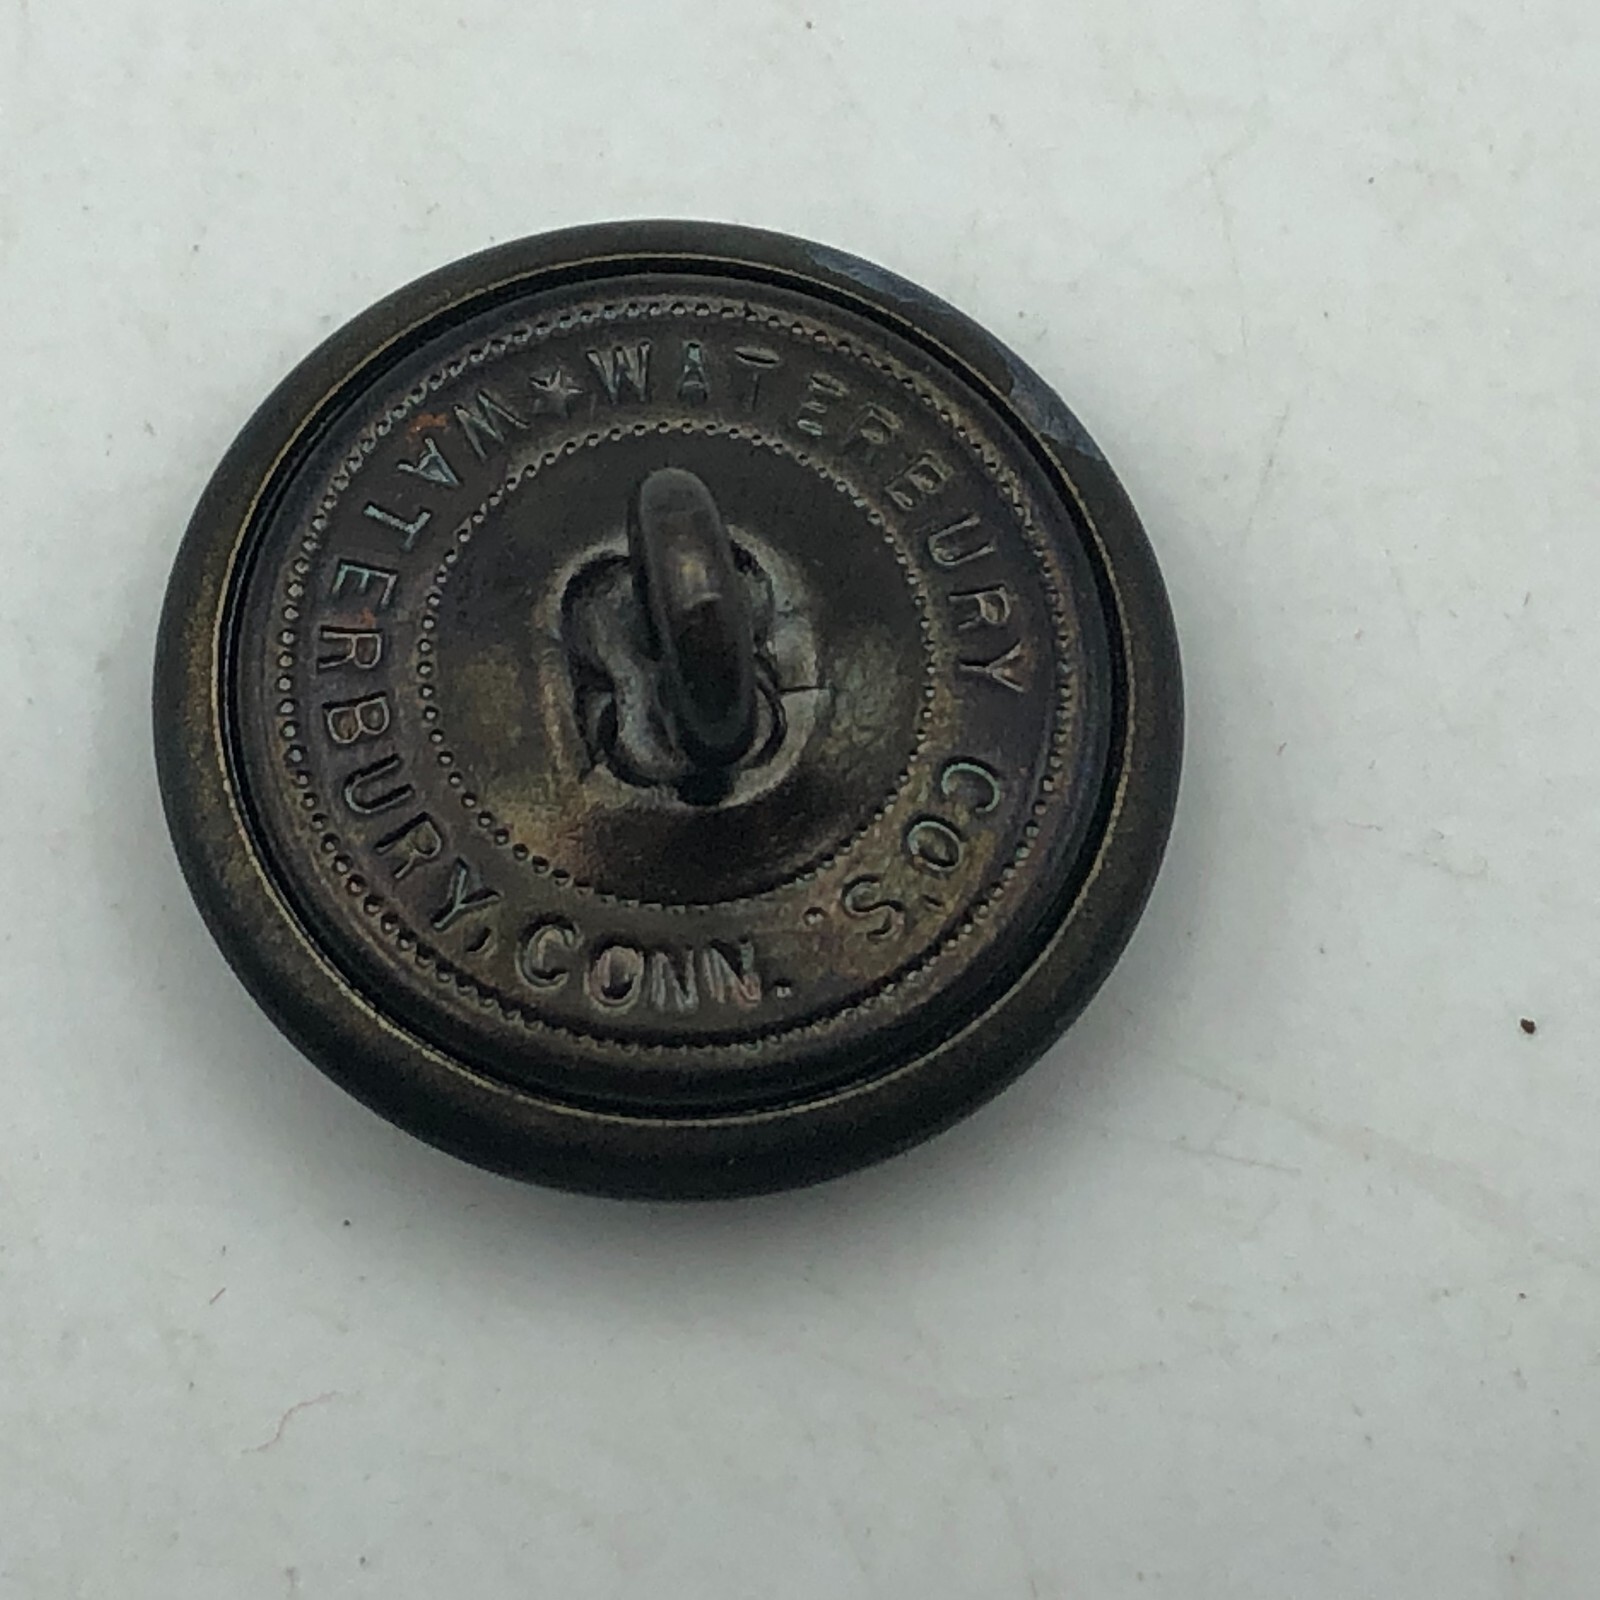 ★ WATERBURY CO'S.
WATERBURY, CONN.